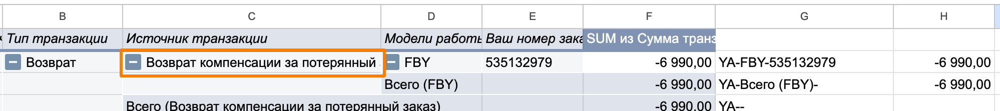 B C D E F G H
Тип транзакции Источник транзакции Модели работь Ваш номер зака SUM из Сумма транз
Возврат Возврат компенсации за потерянный FBY 535132979 -6 990,00 YA-FBY-535132979 -6 990,00
Всего (FBY) -6 990,00 YA-Всего (FBY)- -6 990,00
Всего (Возврат компенсации за потерянный заказ) -6 990,00 YA--